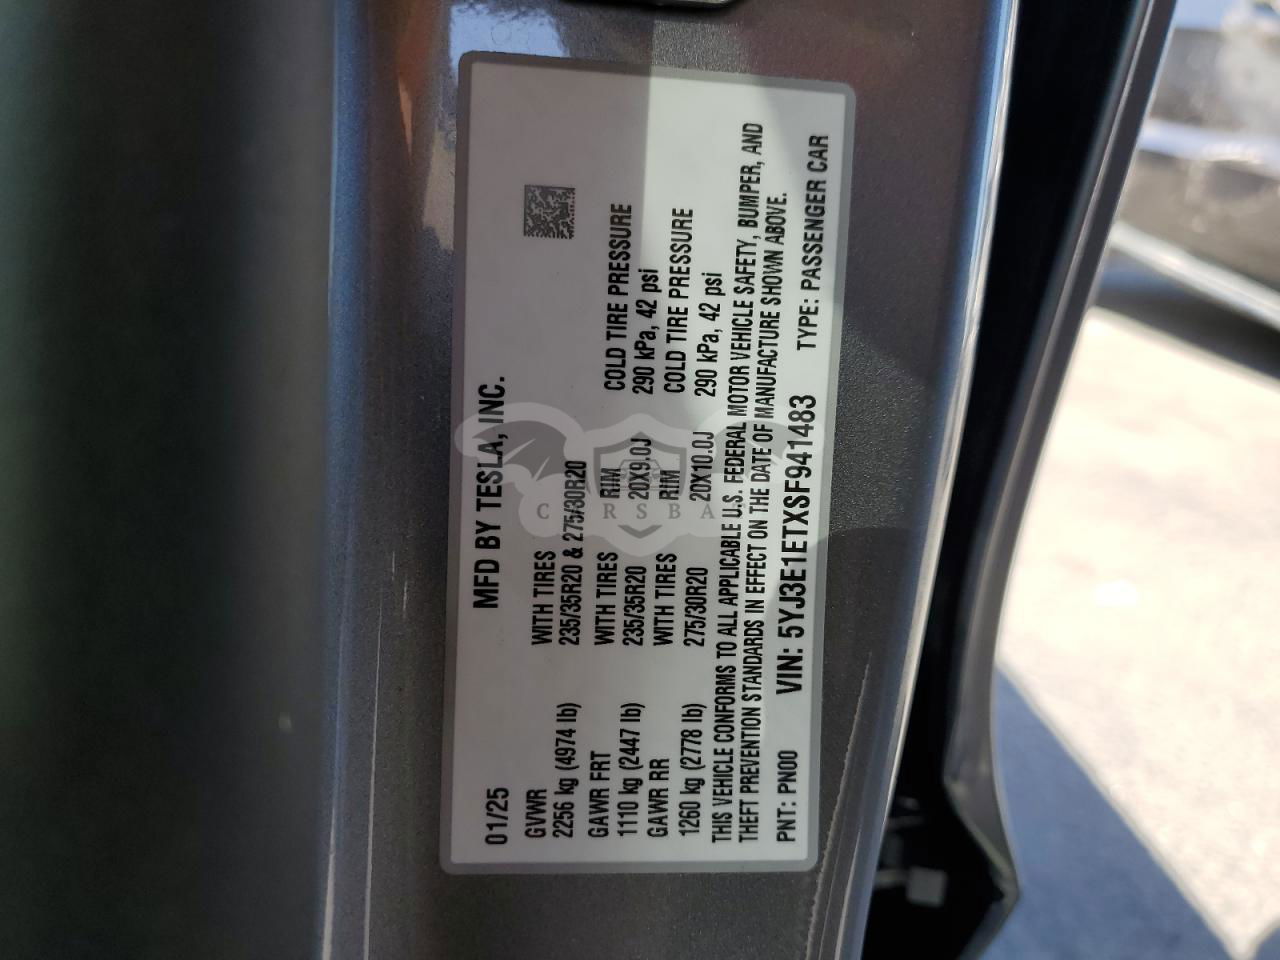 01/25 MFD BY TESLA, INC.
GVWR WITH TIRES
2256 kg (4974 lb) 235/35R20 & 275/30R20
GAWR FRT WITH TIRES RIM COLD TIRE PRESSURE
1110 kg (2447 lb) 235/35R20 20X9.0J 290 kPa, 42 psi
GAWR RR WITH TIRES RIM COLD TIRE PRESSURE
1260 kg (2778 lb) 275/30R20 20X10.0J 290 kPa, 42 psi
THIS VEHICLE CONFORMS TO ALL APPLICABLE U.S. FEDERAL MOTOR VEHICLE SAFETY, BUMPER, AND
THEFT PREVENTION STANDARDS IN EFFECT ON THE DATE OF MANUFACTURE SHOWN ABOVE.
PNT: PN00 VIN: 5YJ3E1ETXSF941483 TYPE: PASSENGER CAR